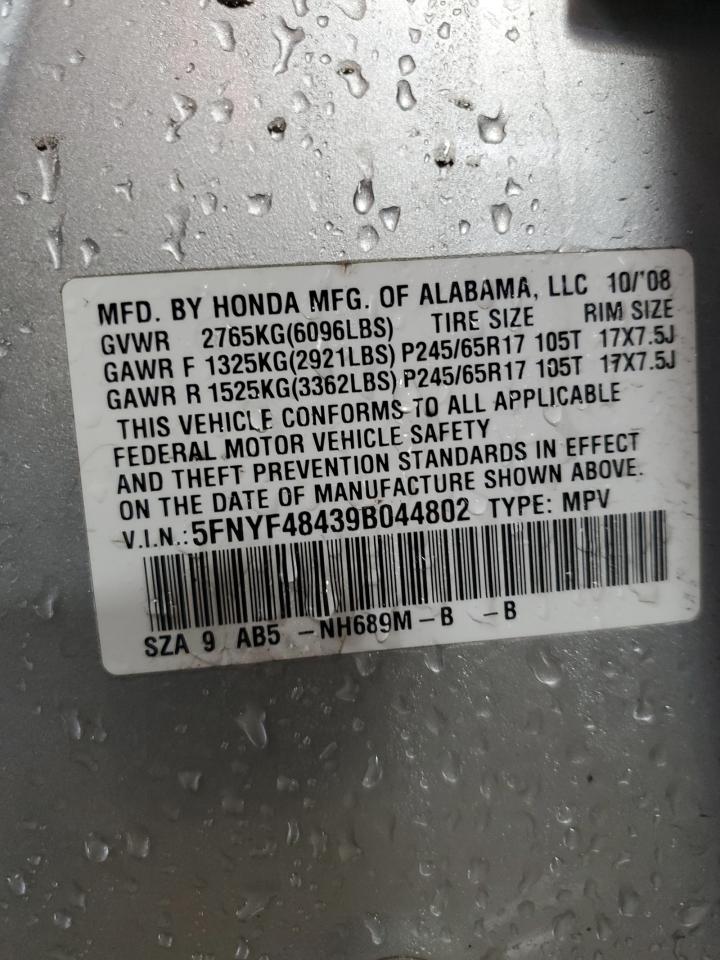 MFD. BY HONDA MFG. OF ALABAMA, LLC 10/'08
GVWR 2765KG(6096LBS) TIRE SIZE RIM SIZE
GAWR F 1325KG(2921LBS) P245/65R17 105T 17X7.5J
GAWR R 1525KG(3362LBS) P245/65R17 105T 17X7.5J
THIS VEHICLE CONFORMS TO ALL APPLICABLE
FEDERAL MOTOR VEHICLE SAFETY
AND THEFT PREVENTION STANDARDS IN EFFECT
ON THE DATE OF MANUFACTURE SHOWN ABOVE.
V.I.N.: 5FNYF48439B044802 TYPE: MPV
SZA 9 AB5 -NH689M-B -B